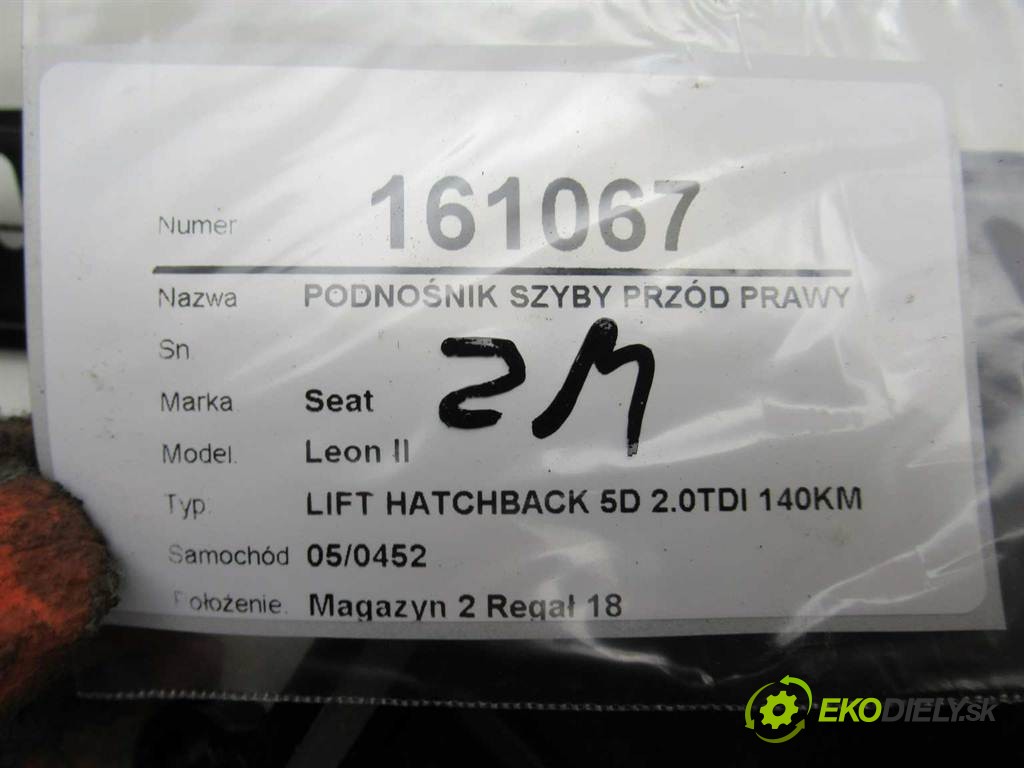 Numer 161067
Nazwa PODNOŚNIK SZYBY PRZÓD PRAWY
Sn.
Marka Seat
Model. Leon II
Typ. LIFT HATCHBACK 5D 2.0TDI 140KM
Samochód 05/0452
Położenie. Magazyn 2 Regał 18
EKODIELY.SK